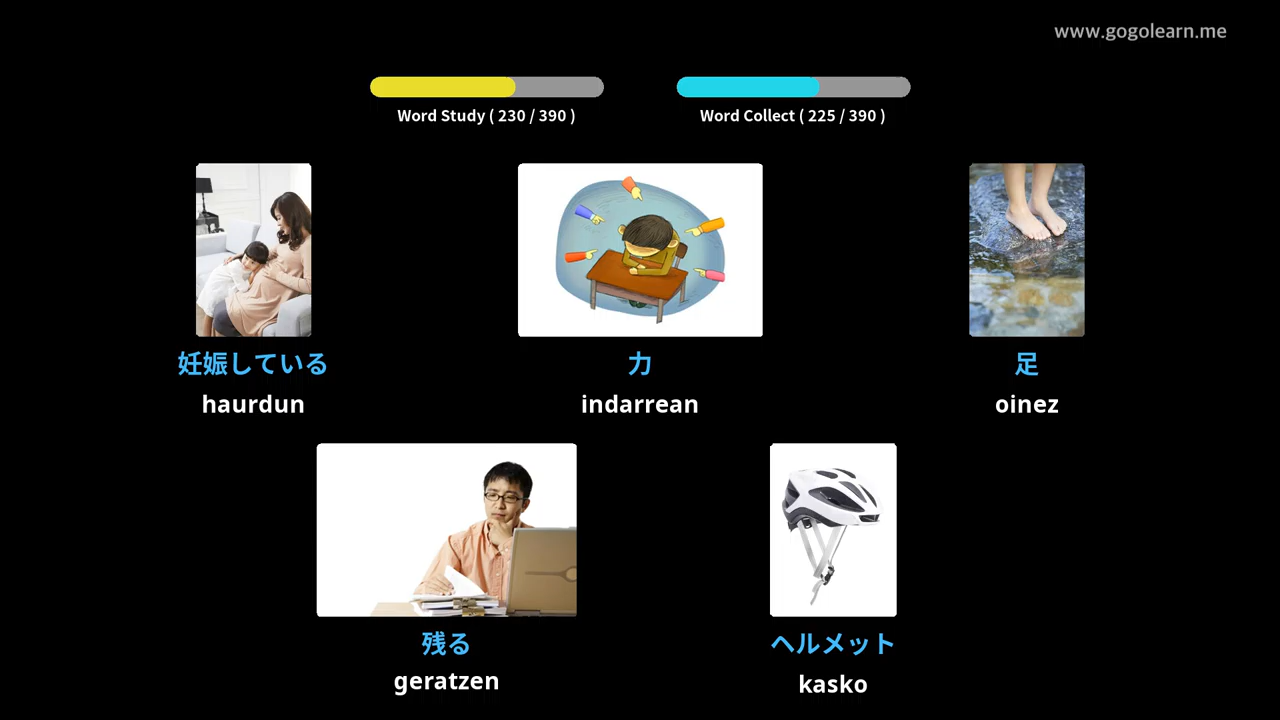 www.gogolearn.me
Word Study ( 230 / 390 )
Word Collect ( 225 / 390 )
妊娠している
haurdun
力
indarrean
足
oinez
残る
geratzen
ヘルメット
kasko